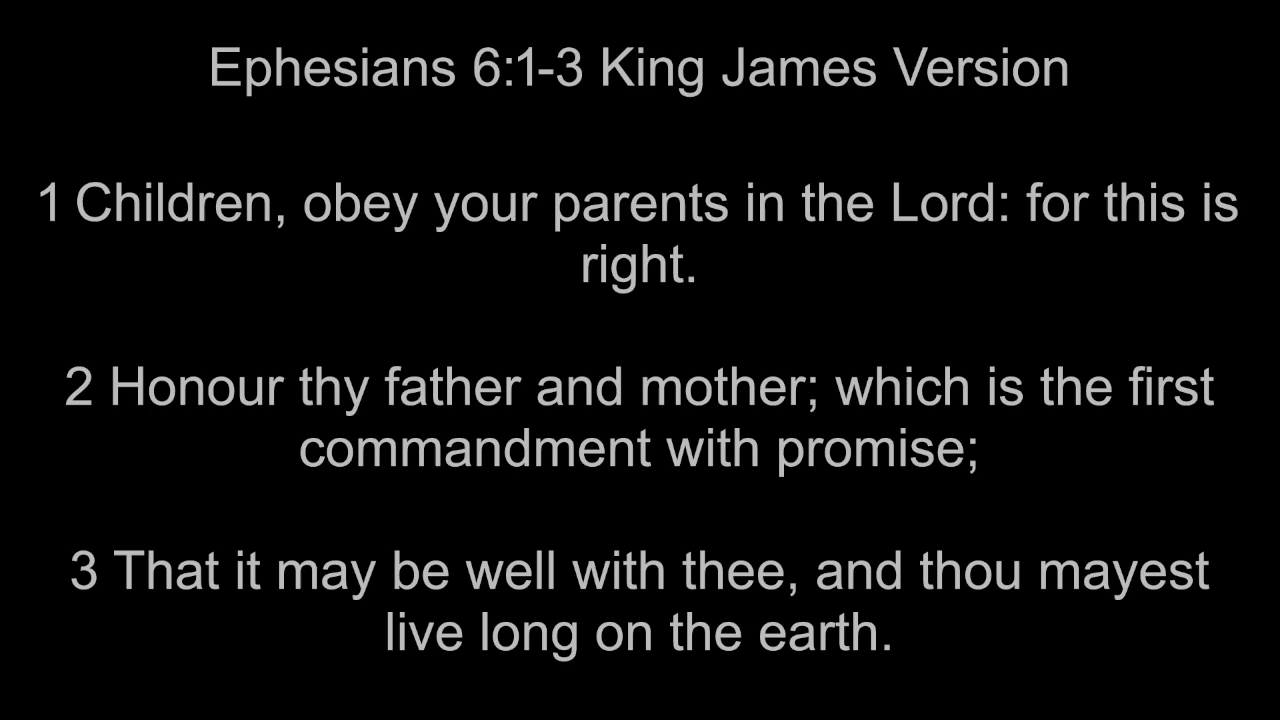 Ephesians 6:1-3 King James Version
1 Children, obey your parents in the Lord: for this is
right.
2 Honour thy father and mother; which is the first
commandment with promise;
3 That it may be well with thee, and thou mayest
live long on the earth.